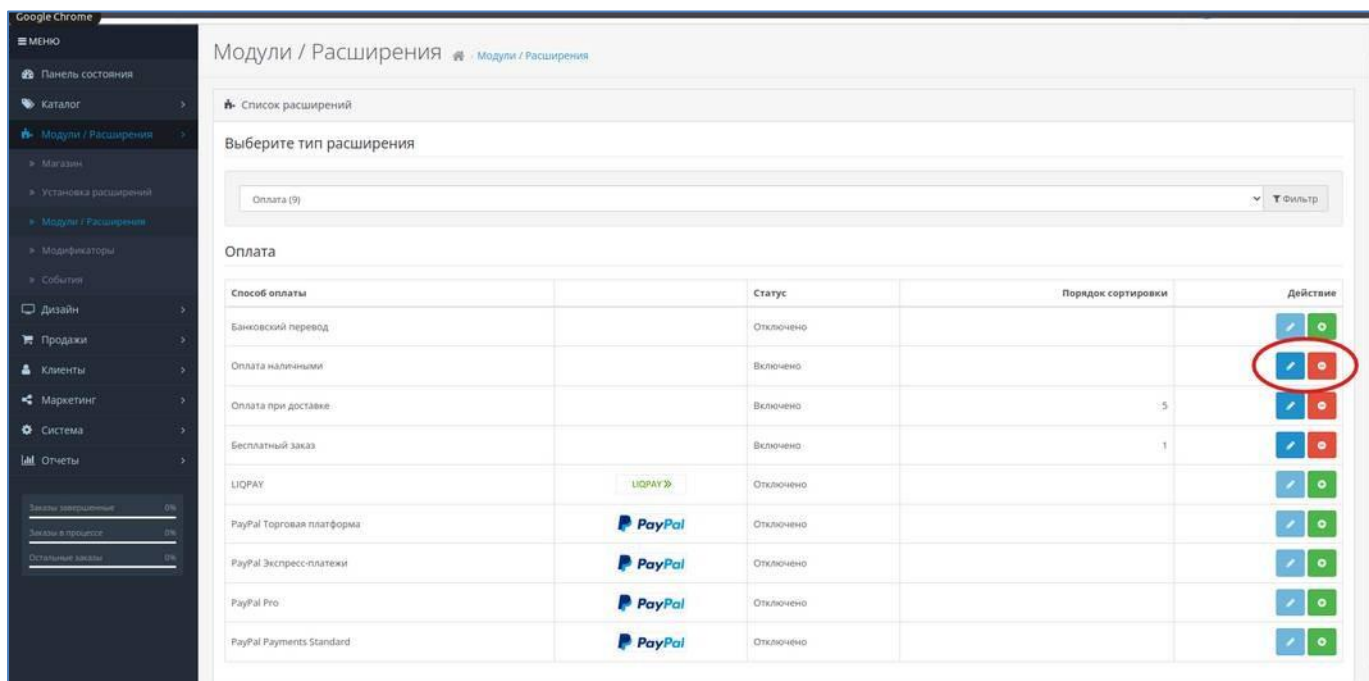 Google Chrome
МЕНЮ
Панель состояния
Каталог
Модули / Расширения
Магазин
Установка расширений
Модули / Расширения
Модификаторы
События
Дизайн
Продажи
Клиенты
Маркетинг
Система
Отчеты
Заказы завершенные 0%
Заказы в процессе 0%
Остальные заказы 0%
Модули / Расширения Модули / Расширения
Список расширений
Выберите тип расширения
Оплата (9) Фильтр
Оплата
Способ оплаты Статус Порядок сортировки Действие
Банковский перевод Отключено
Оплата наличными Включено
Оплата при доставке Включено 5
Бесплатный заказ Включено 1
LIQPAY LIQPAY Отключено
PayPal Торговая платформа PayPal Отключено
PayPal Экспресс-платежи PayPal Отключено
PayPal Pro PayPal Отключено
PayPal Payments Standard PayPal Отключено